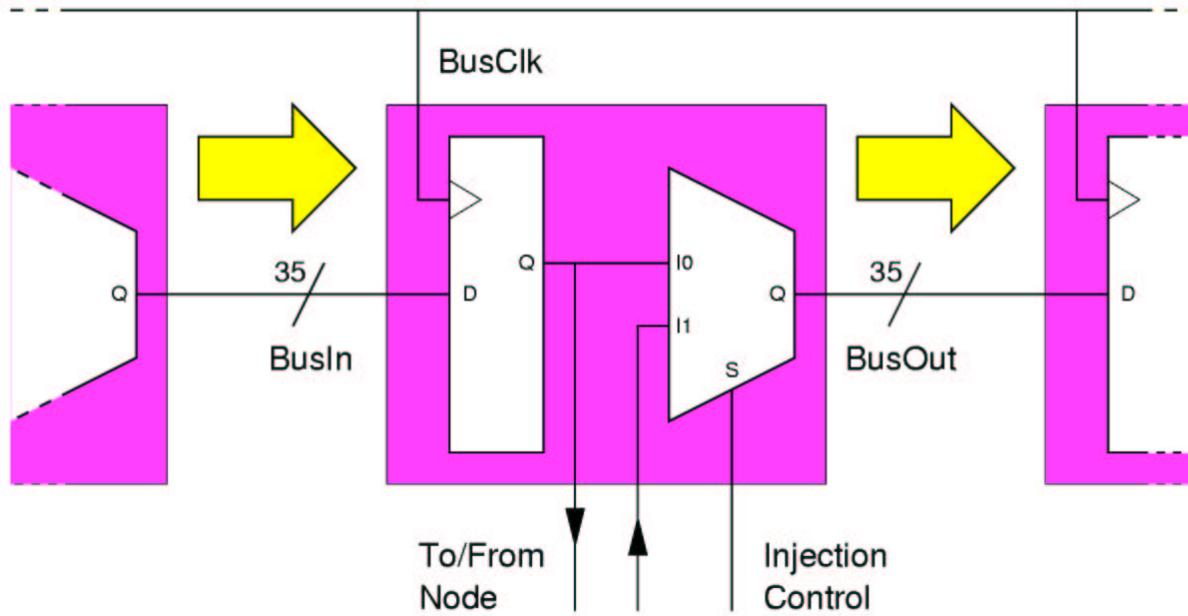 BusClk
35
35
Q
I0
Q
D
Q
D
I1
BusIn
BusOut
S
To/From
Node
Injection
Control